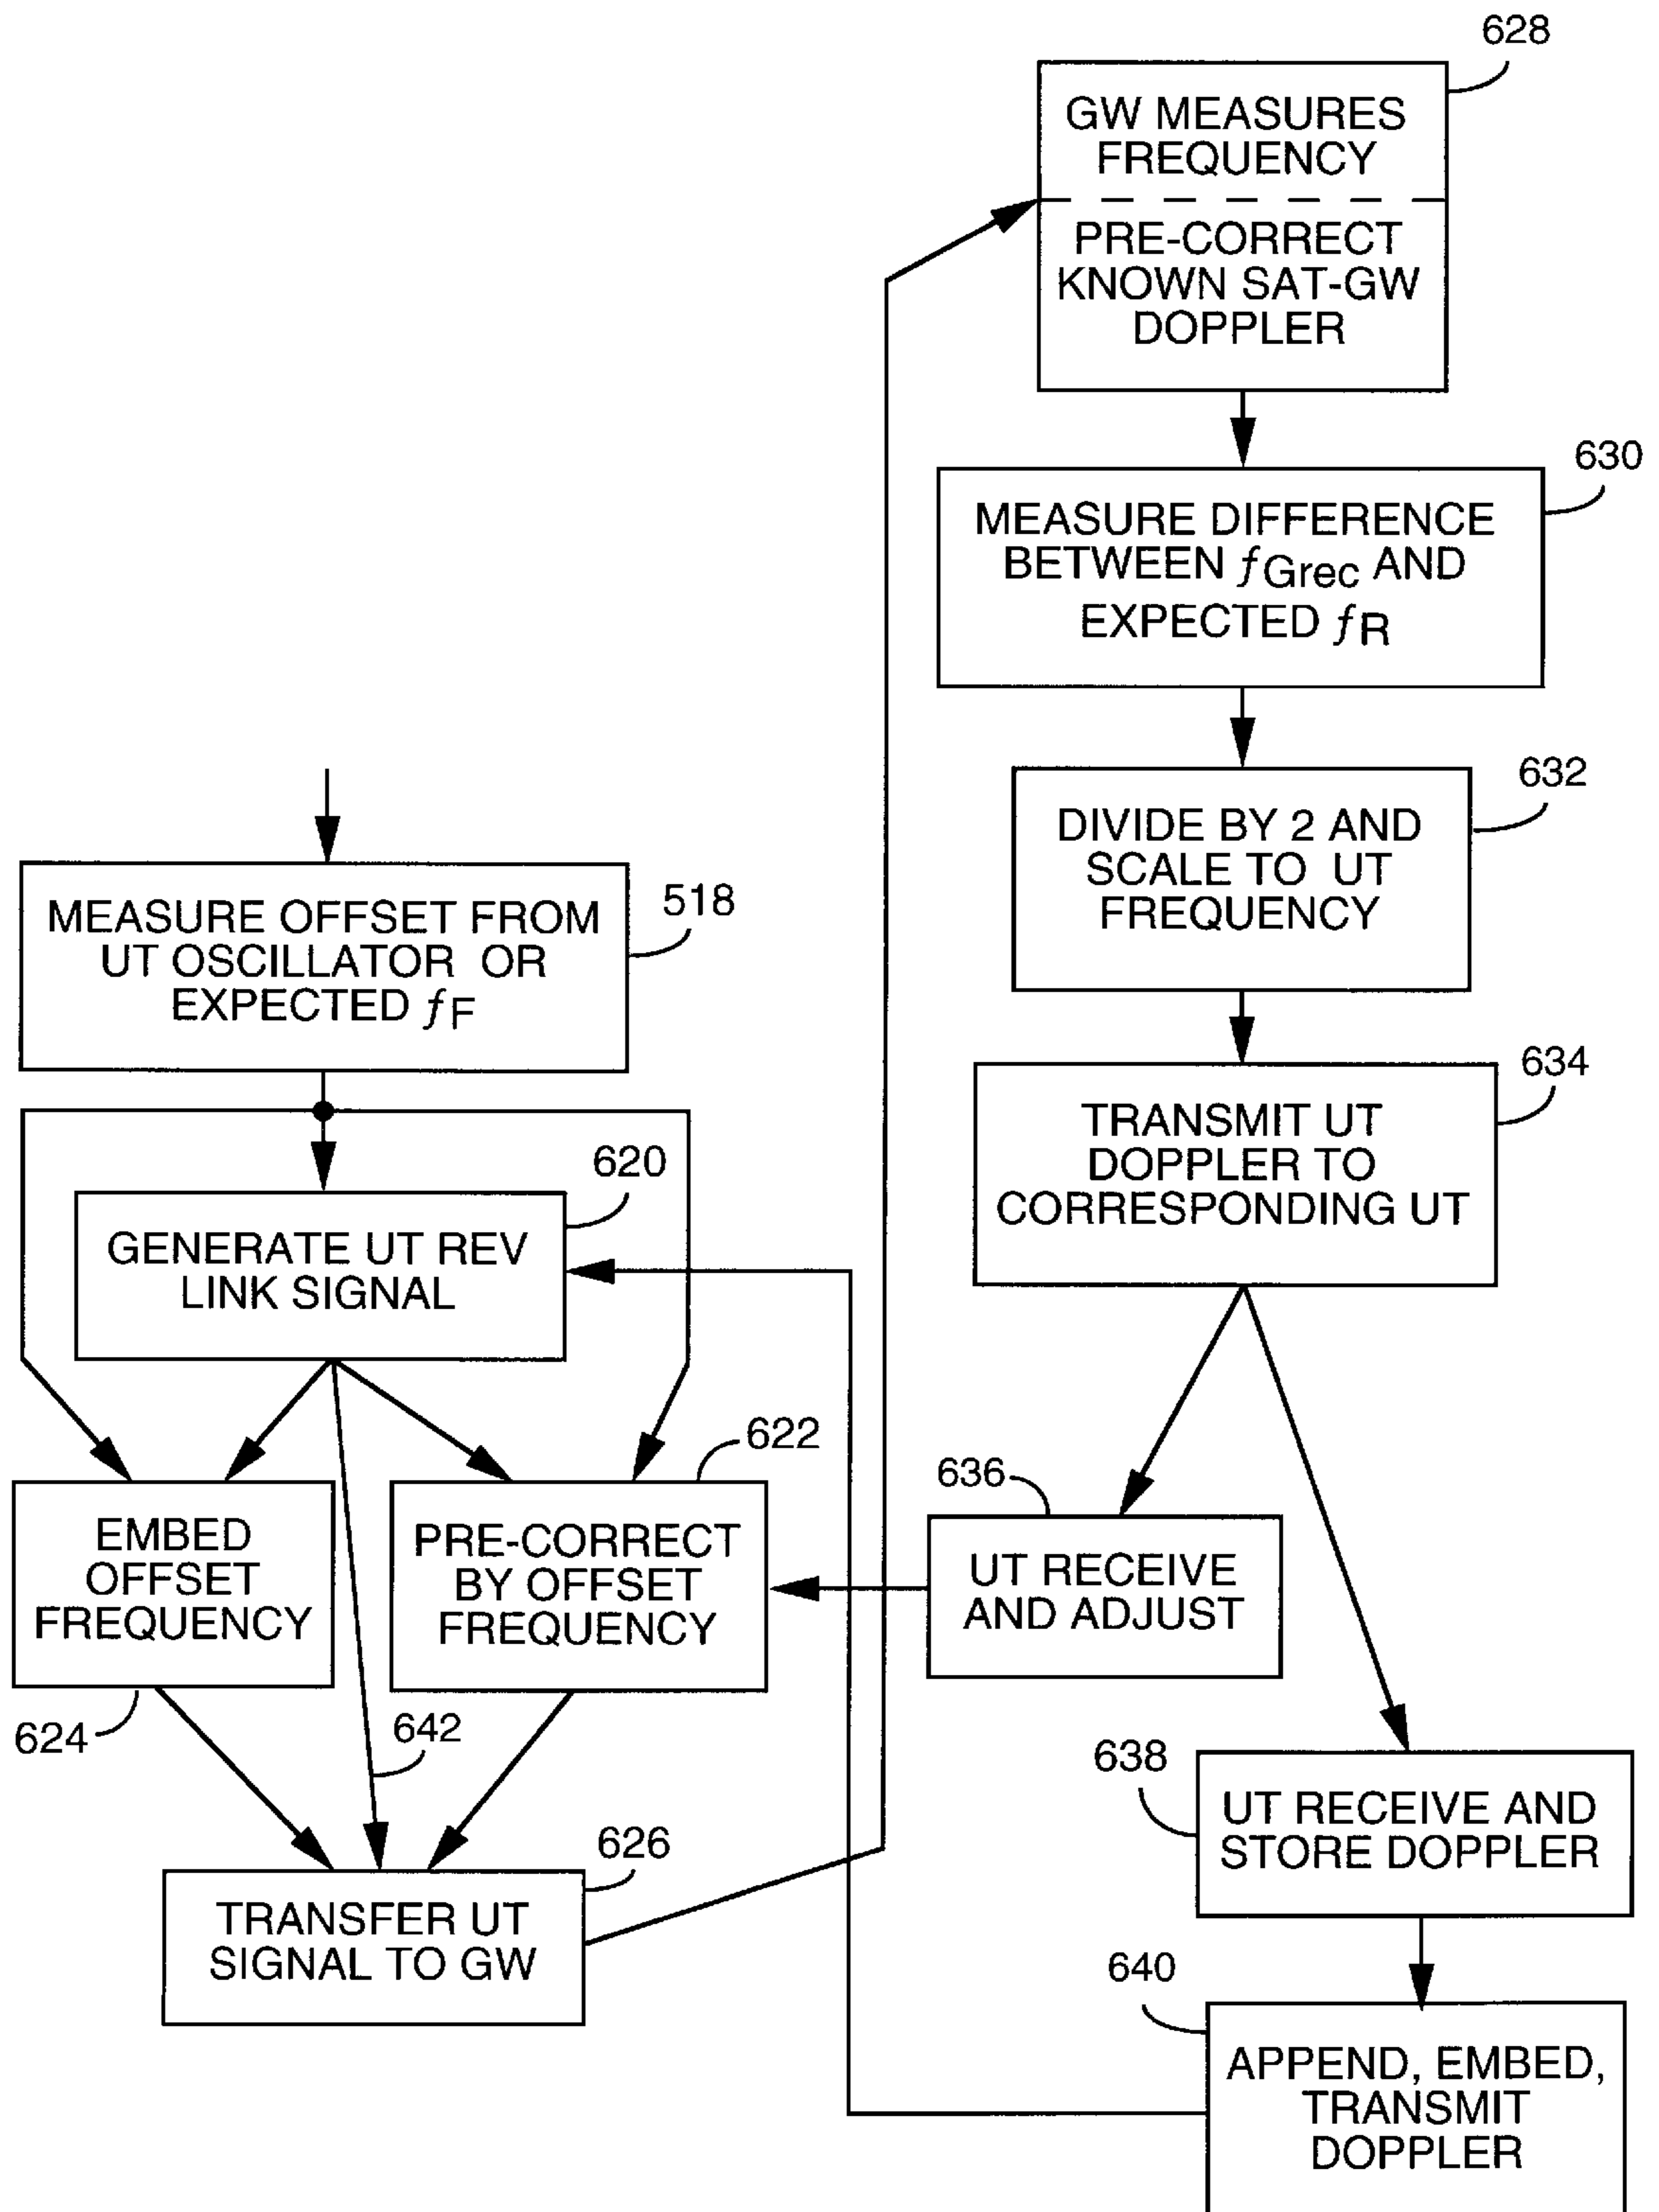 628
GW MEASURES
FREQUENCY
PRE-CORRECT
KNOWN SAT-GW
DOPPLER
630
MEASURE DIFFERENCE
BETWEEN fGrec AND
EXPECTED fR
632
DIVIDE BY 2 AND
SCALE TO UT
FREQUENCY
518
MEASURE OFFSET FROM
UT OSCILLATOR OR
EXPECTED fF
634
TRANSMIT UT
DOPPLER TO
CORRESPONDING UT
620
GENERATE UT REV
LINK SIGNAL
622
EMBED
OFFSET
FREQUENCY
PRE-CORRECT
BY OFFSET
FREQUENCY
636
UT RECEIVE
AND ADJUST
624
642
638
UT RECEIVE AND
STORE DOPPLER
626
TRANSFER UT
SIGNAL TO GW
640
APPEND, EMBED,
TRANSMIT
DOPPLER